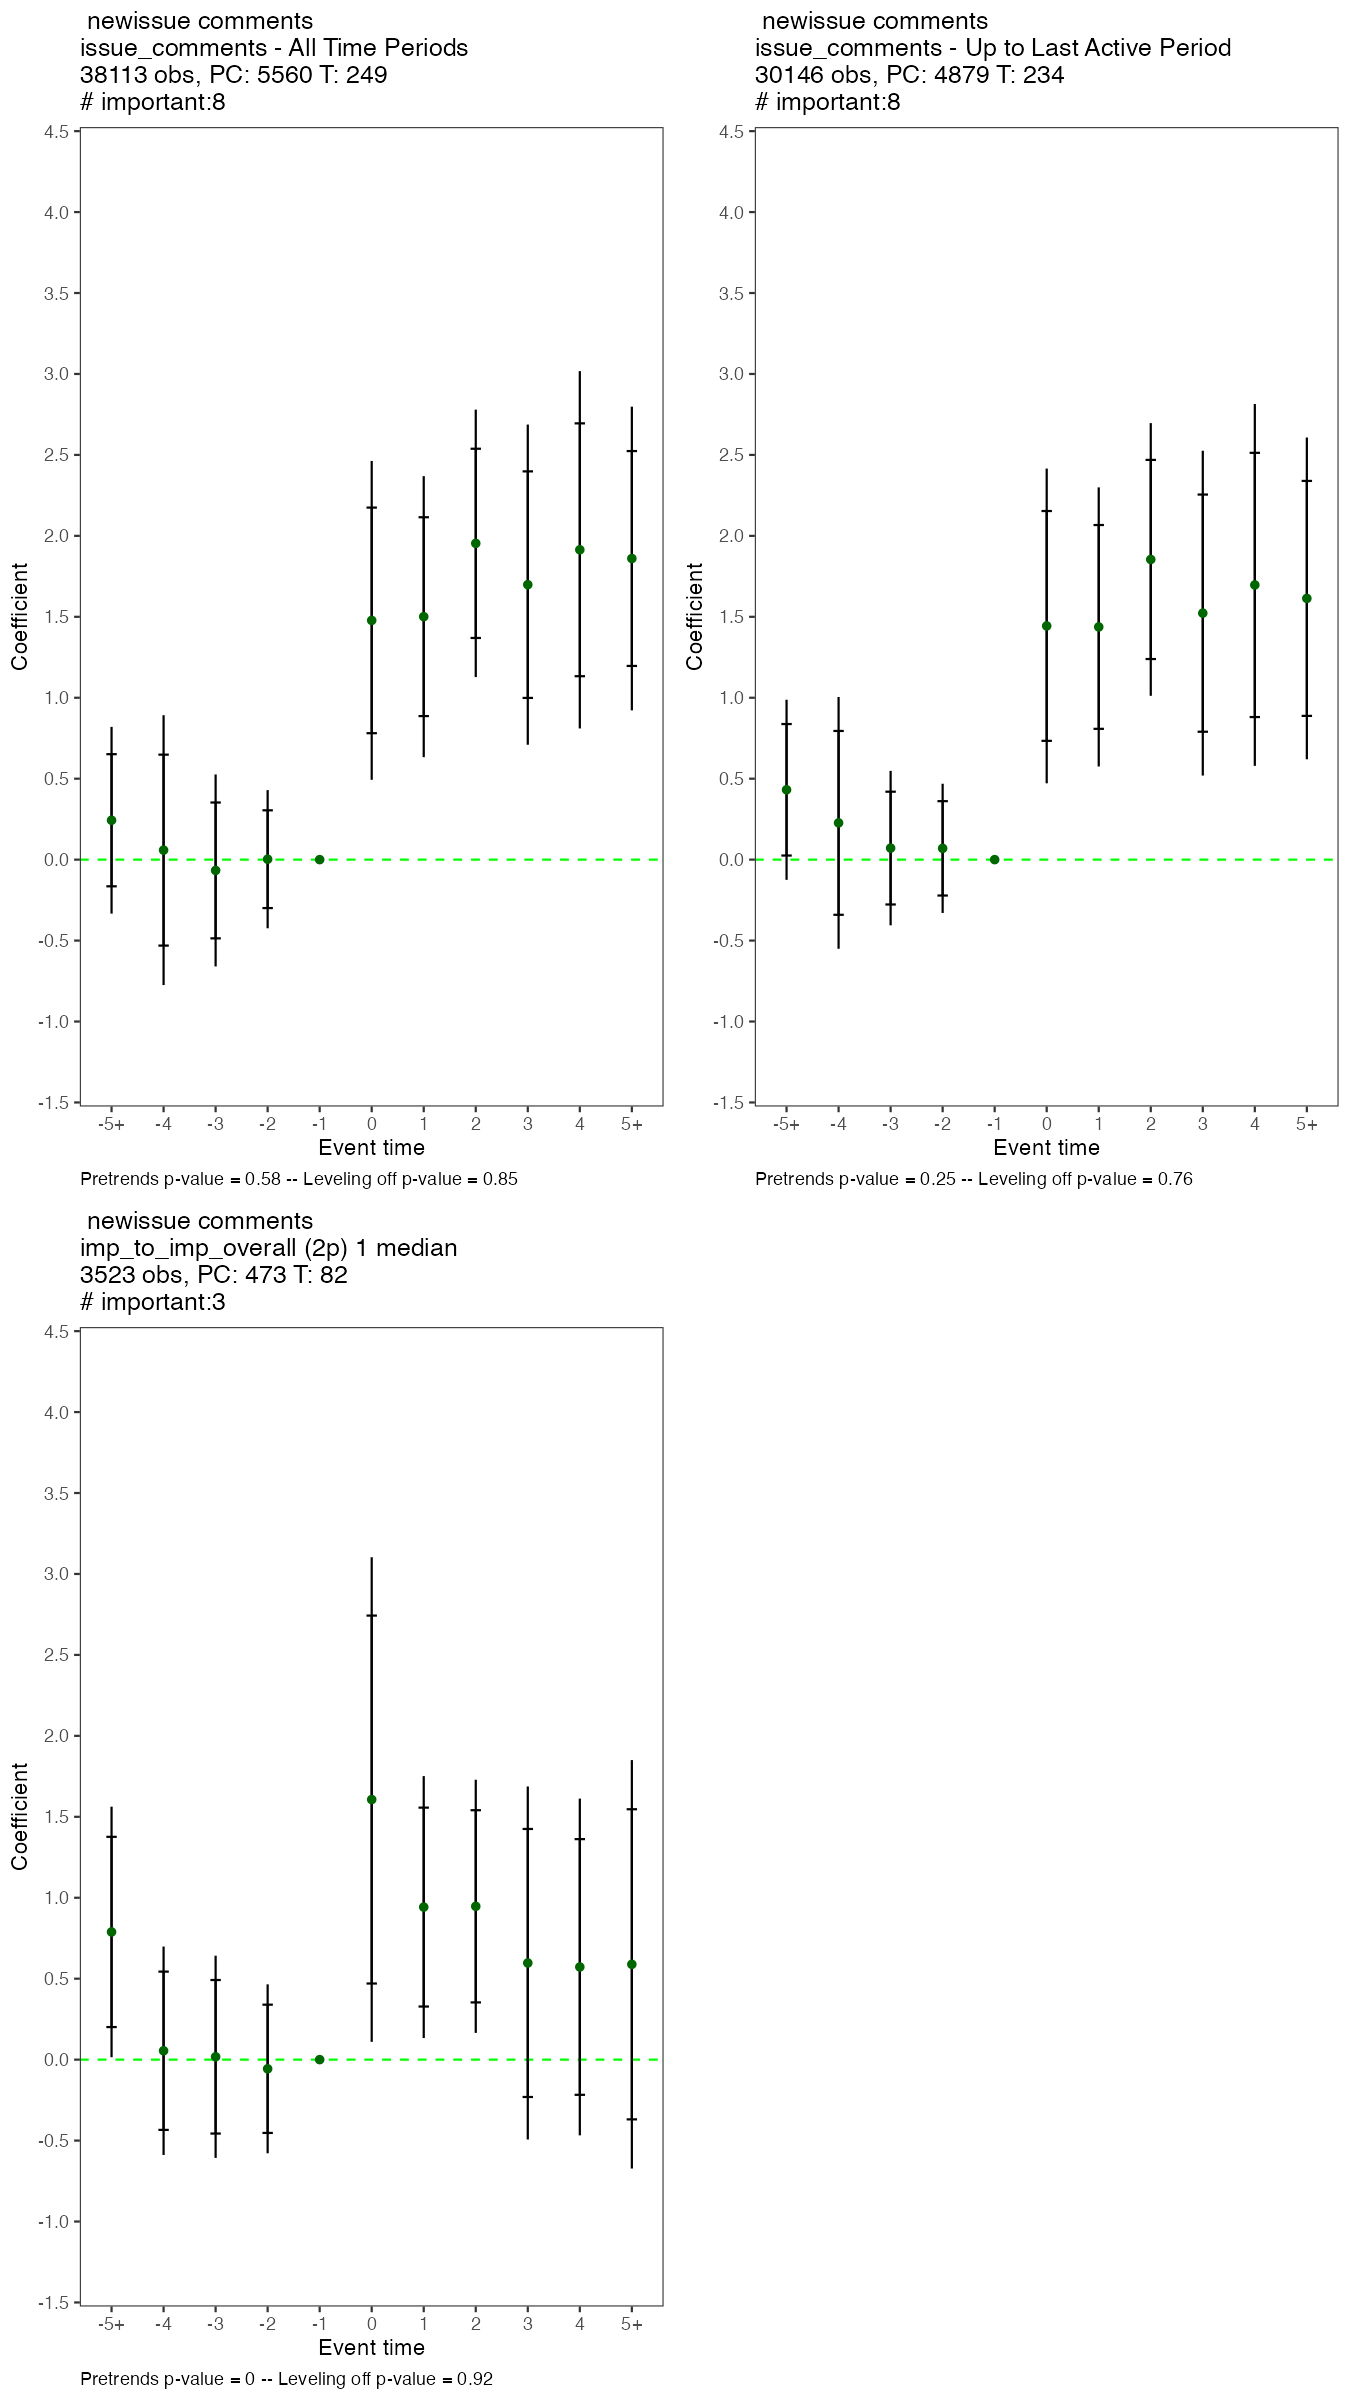 newissue comments
issue_comments - All Time Periods
38113 obs, PC: 5560 T: 249
# important:8
4.5
4.0
3.5
3.0
2.5
2.0
1.5
1.0
0.5
0.0
-0.5
-1.0
-1.5
Coefficient
-5+ -4 -3 -2 -1 0 1 2 3 4 5+
Event time
Pretrends p-value = 0.58 -- Leveling off p-value = 0.85
newissue comments
issue_comments - Up to Last Active Period
30146 obs, PC: 4879 T: 234
# important:8
4.5
4.0
3.5
3.0
2.5
2.0
1.5
1.0
0.5
0.0
-0.5
-1.0
-1.5
Coefficient
-5+ -4 -3 -2 -1 0 1 2 3 4 5+
Event time
Pretrends p-value = 0.25 -- Leveling off p-value = 0.76
newissue comments
imp_to_imp_overall (2p) 1 median
3523 obs, PC: 473 T: 82
# important:3
4.5
4.0
3.5
3.0
2.5
2.0
1.5
1.0
0.5
0.0
-0.5
-1.0
-1.5
Coefficient
-5+ -4 -3 -2 -1 0 1 2 3 4 5+
Event time
Pretrends p-value = 0 -- Leveling off p-value = 0.92